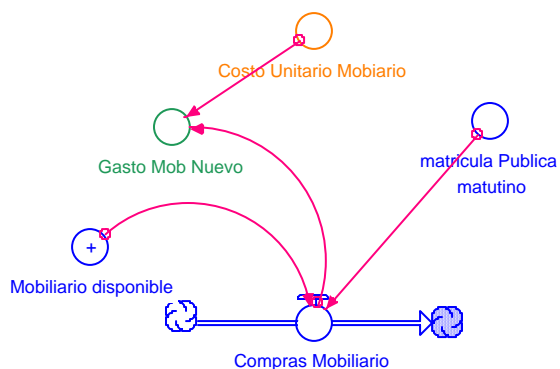 Costo Unitario Mobiario
Gasto Mob Nuevo
matricula Publica
matutino
+
Mobiliario disponible
Compras Mobiliario